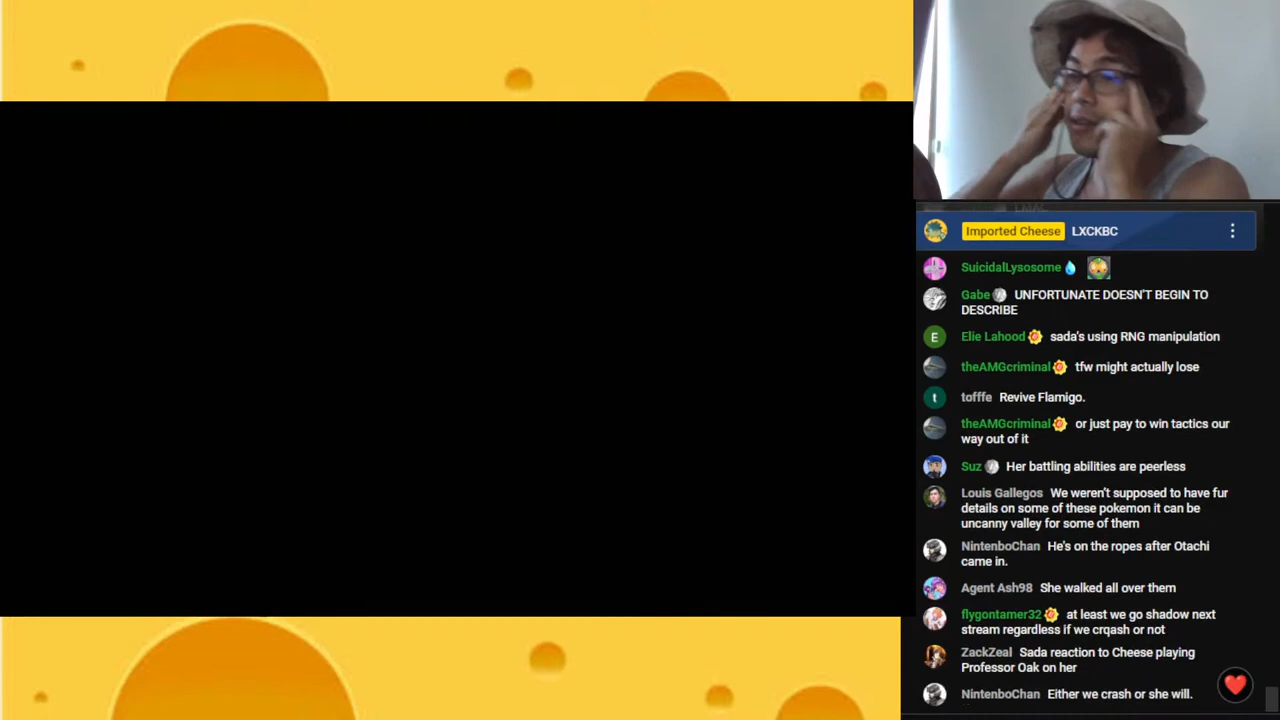 Imported Cheese LXCKBC
SuicidalLysosome
Gabe UNFORTUNATE DOESN'T BEGIN TO
DESCRIBE
E Elie Lahood sada's using RNG manipulation
theAMGcriminal tfw might actually lose
t tofffe Revive Flamigo.
theAMGcriminal or just pay to win tactics our
way out of it
Suz Her battling abilities are peerless
Louis Gallegos We weren't supposed to have fur
details on some of these pokemon it can be
uncanny valley for some of them
NintenboChan He's on the ropes after Otachi
came in.
Agent Ash98 She walked all over them
flygontamer32 at least we go shadow next
stream regardless if we crqash or not
ZackZeal Sada reaction to Cheese playing
Professor Oak on her
NintenboChan Either we crash or she will.